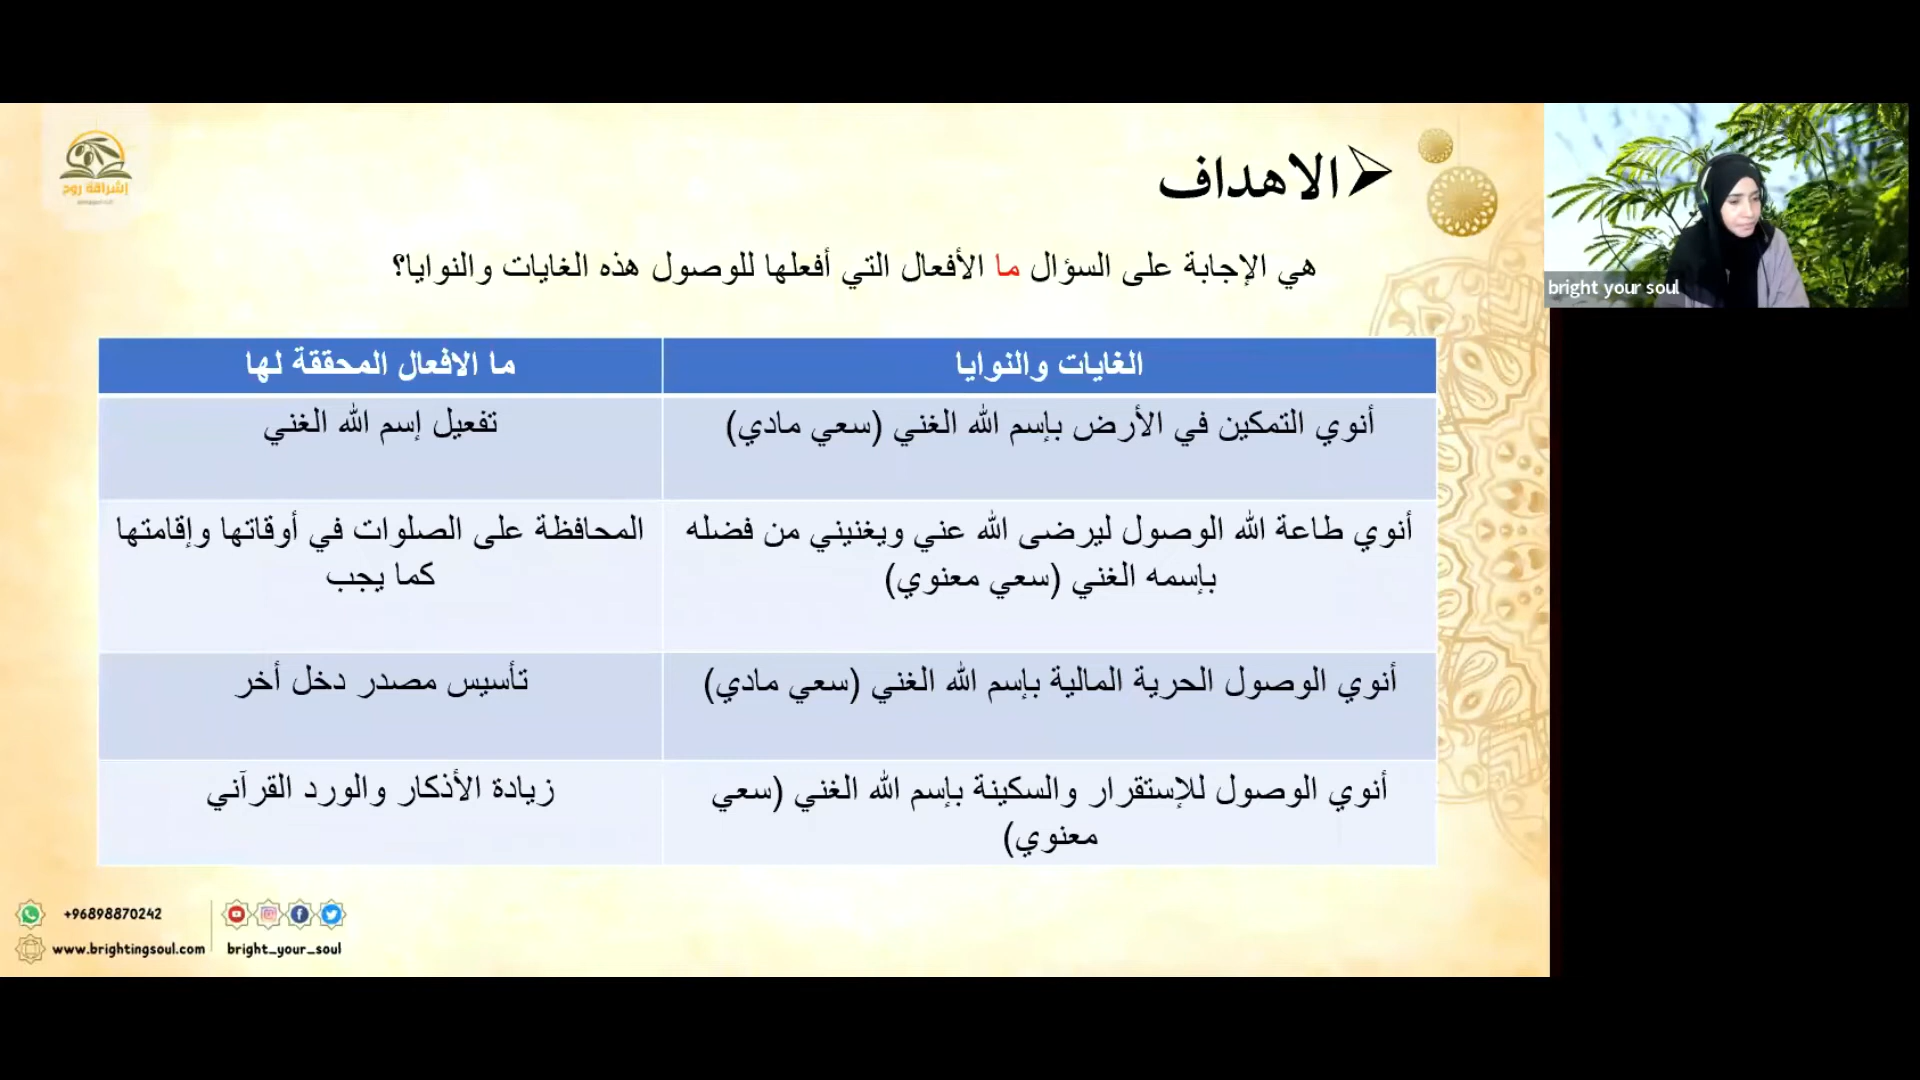 إشراقة روح
الاهداف
هي الإجابة على السؤال ما الأفعال التي أفعلها للوصول هذه الغايات والنوايا؟
الغايات والنوايا
ما الافعال المحققة لها
أنوي التمكين في الأرض بإسم الله الغني (سعي مادي)
تفعيل إسم الله الغني
أنوي طاعة الله الوصول ليرضى الله عني ويغنيني من فضله
بإسمه الغني (سعي معنوي)
المحافظة على الصلوات في أوقاتها وإقامتها
كما يجب
أنوي الوصول الحرية المالية بإسم الله الغني (سعي مادي)
تأسيس مصدر دخل أخر
أنوي الوصول للإستقرار والسكينة بإسم الله الغني (سعي
معنوي)
زيادة الأذكار والورد القرآني
bright your soul
+96898870242
www.brightingsoul.com
bright_your_soul